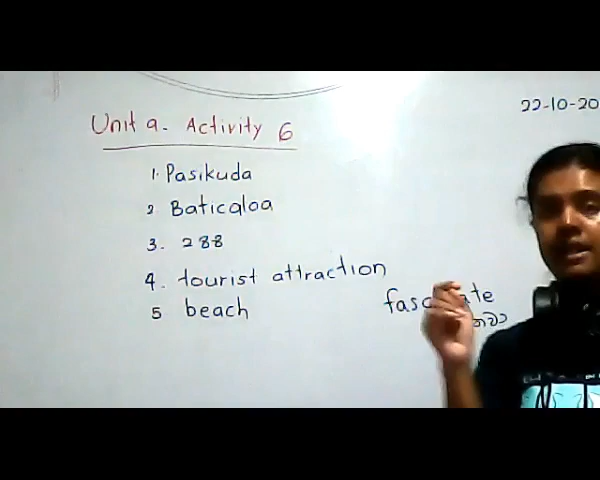 22-10-20
Unit 9. Activity 6
1. Pasikuda
2 Baticaloa
3. 288
4. tourist attraction
5 beach